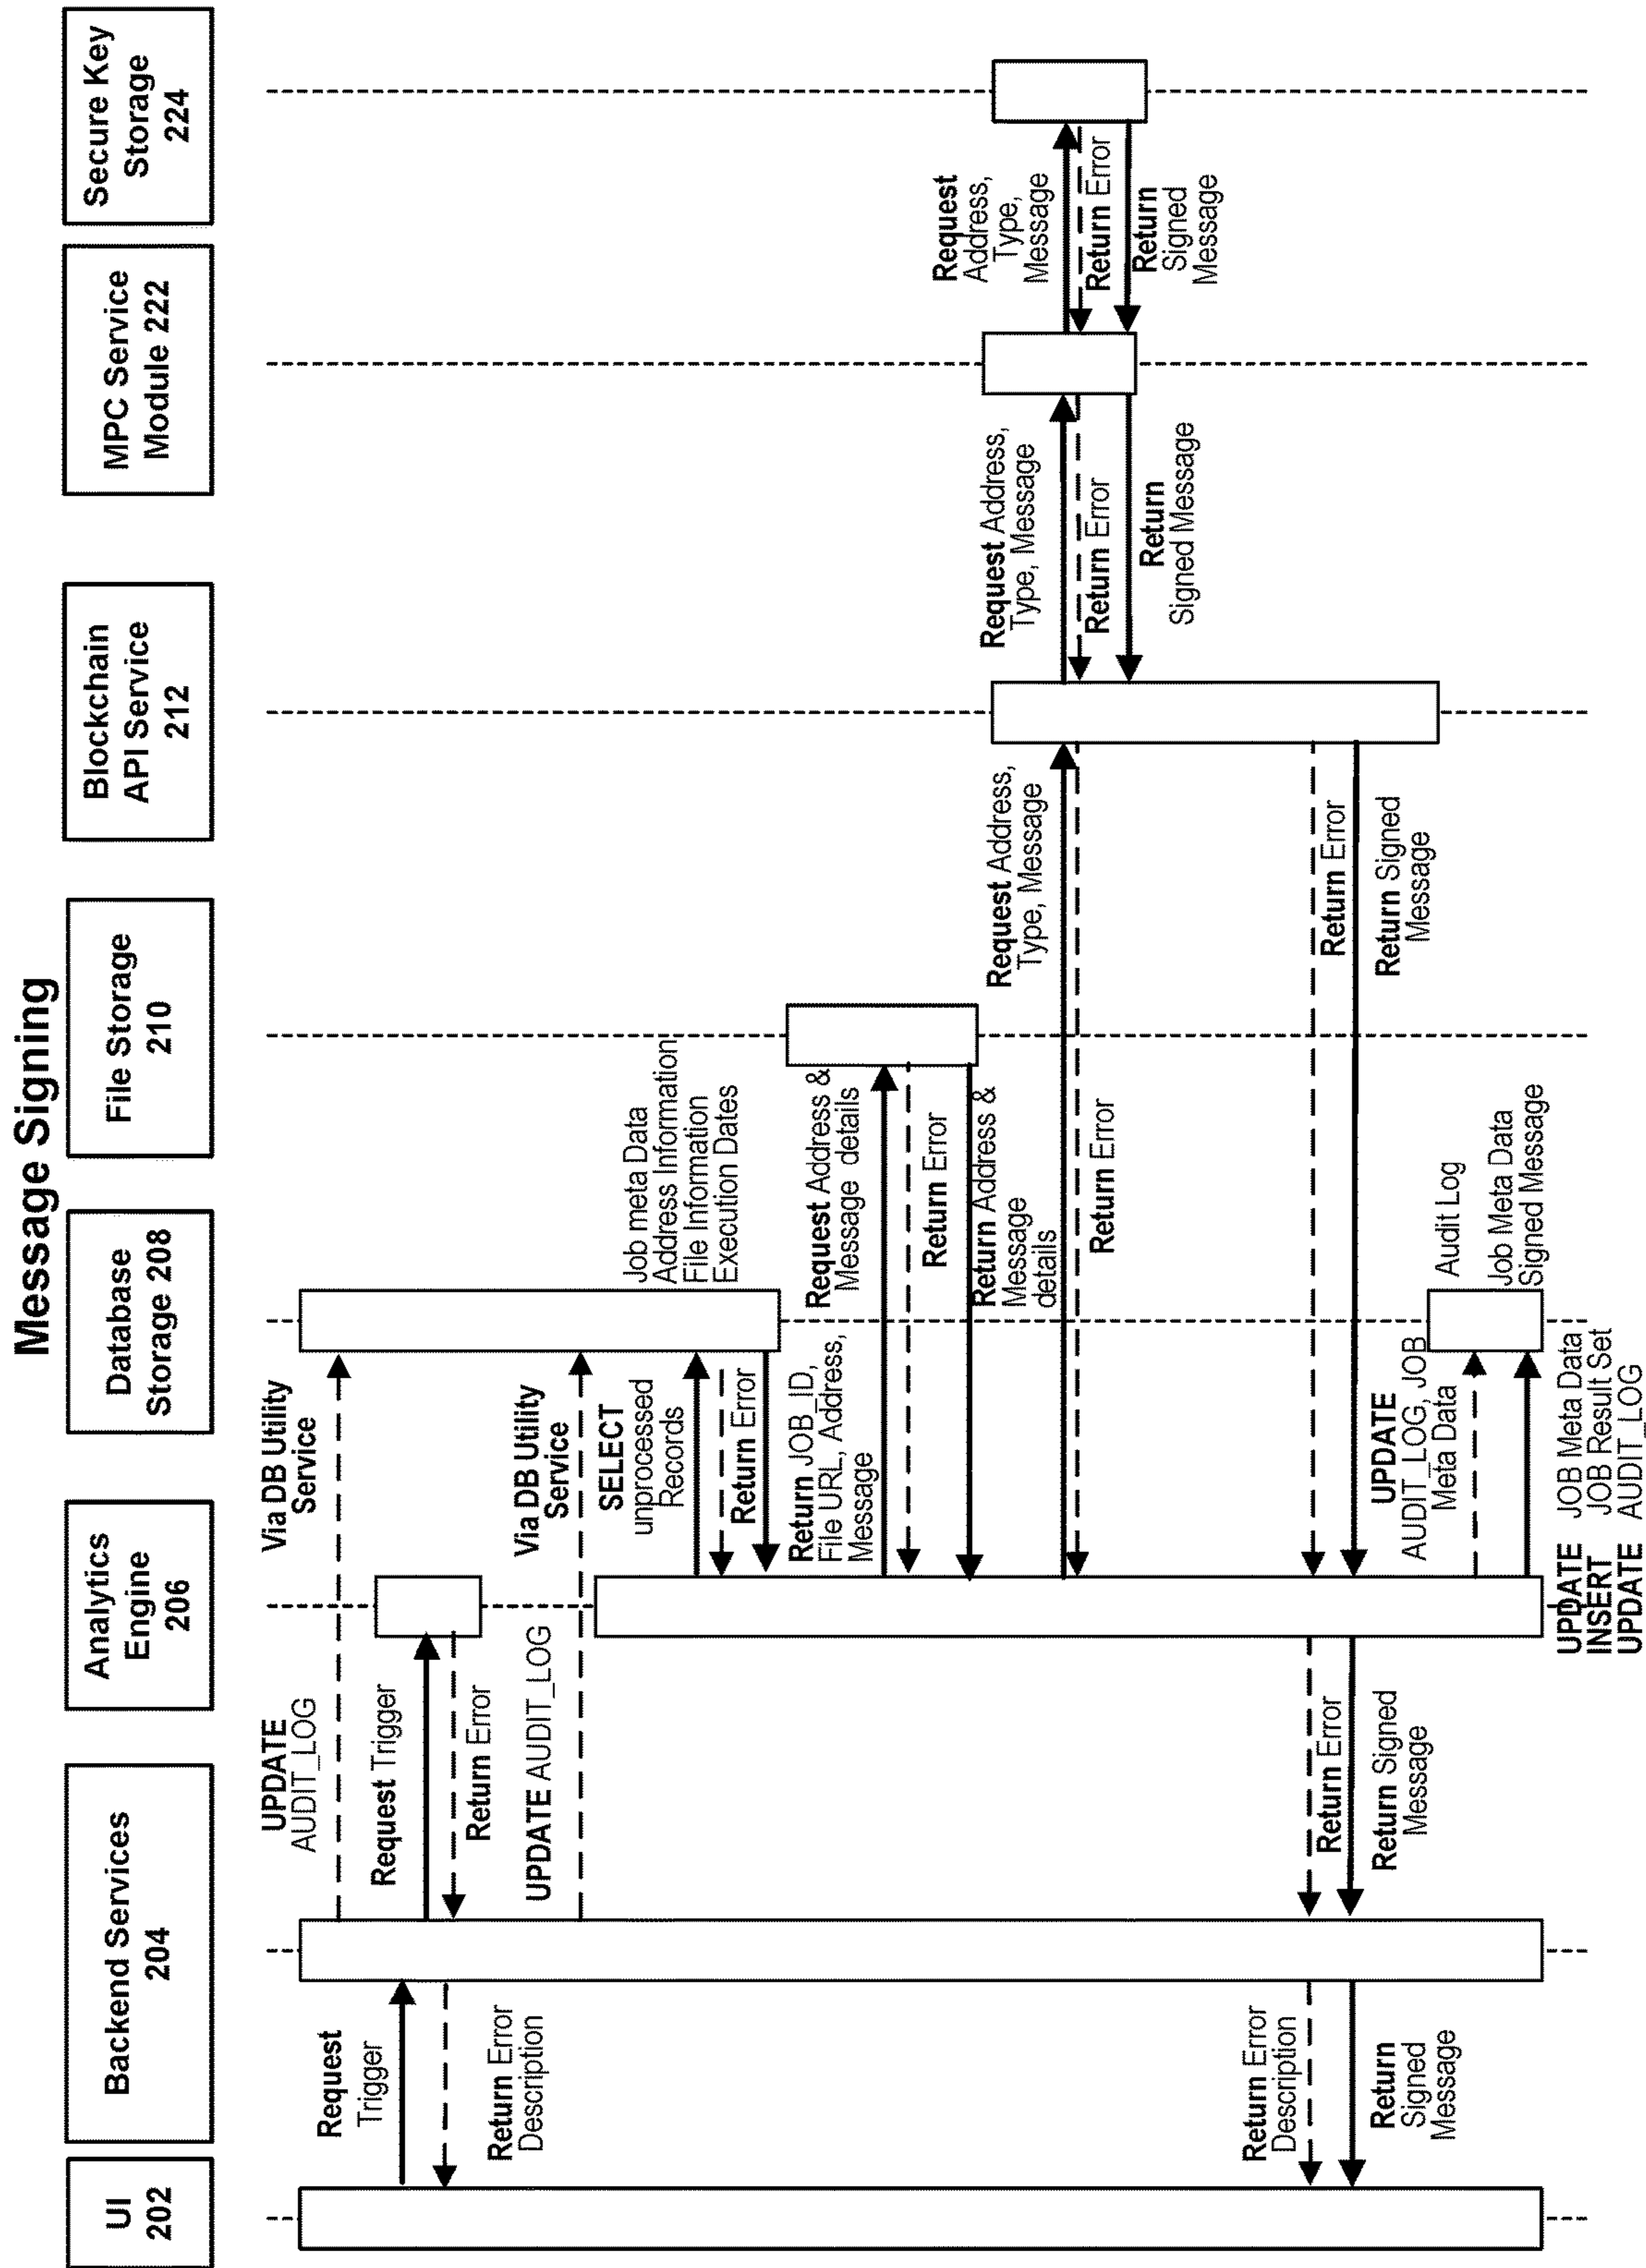 Message Signing
UI
202
Backend Services
204
Analytics
Engine
206
Database
Storage 208
File Storage
210
Blockchain
API Service
212
MPC Service
Module 222
Secure Key
Storage
224
UPDATE
AUDIT_LOG
Via DB Utility
Service
Request
Trigger
Request Trigger
Return Error
Return Error
Description
UPDATE AUDIT_LOG
Via DB Utility
Service
SELECT
unprocessed
Records
Return Error
Job meta Data
Address Information
File Information
Execution Dates
Return JOB_ID,
File URL, Address,
Message
Request Address &
Message details
Return Error
Return Address &
Message
details
Request Address,
Type, Message
Return Error
Request Address,
Type, Message
Return Error
Return
Signed Message
Request
Address,
Type,
Message
Return Error
Return
Signed
Message
Return Error
Return Signed
Message
Return Error
Return Signed
Message
Return Error
Description
Return
Signed
Message
UPDATE
AUDIT_LOG, JOB
Meta Data
Audit Log
Job Meta Data
Signed Message
UPDATE JOB Meta Data
INSERT JOB Result Set
UPDATE AUDIT_LOG